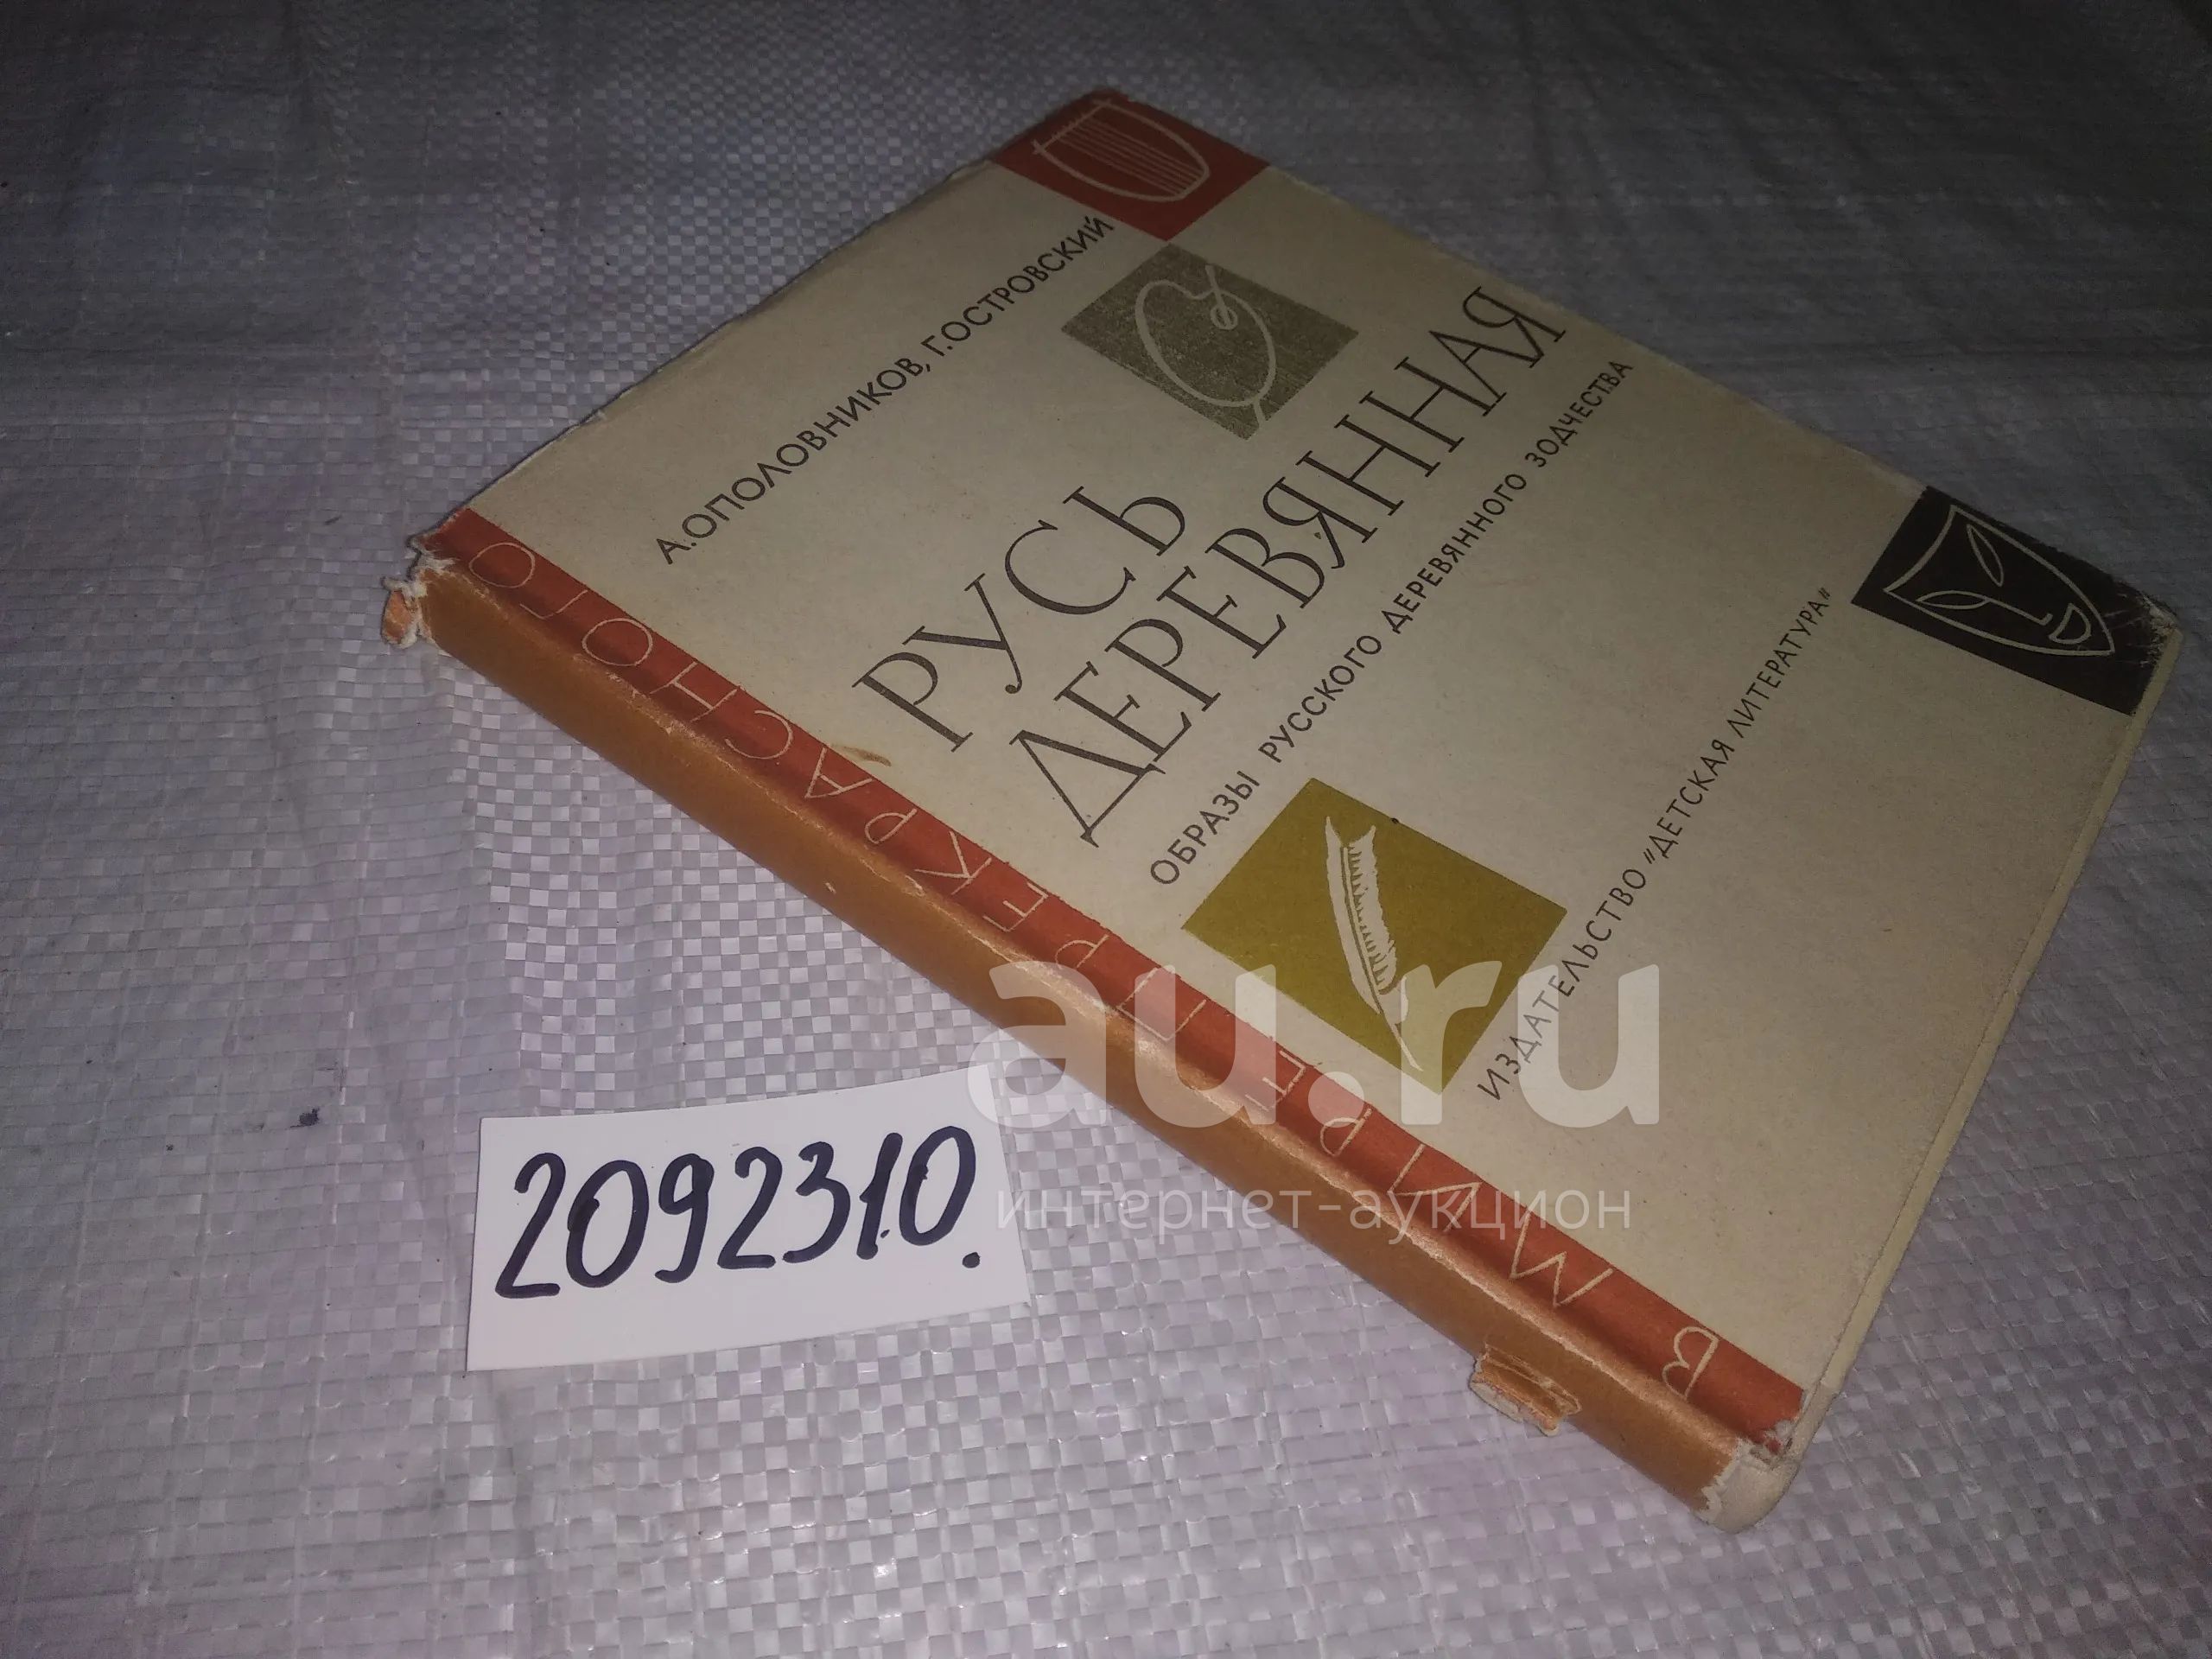 А.ОПОЛОВНИКОВ, Г.ОСТРОВСКИЙ
РУСЬ
ДЕРЕВЯННАЯ
ОБРАЗЫ РУССКОГО ДЕРЕВЯННОГО ЗОДЧЕСТВА
ИЗДАТЕЛЬСТВО "ДЕТСКАЯ ЛИТЕРАТУРА"
В МИРЕ ПРЕКРАСНОГО
2092310.
au.ru
интернет-аукцион